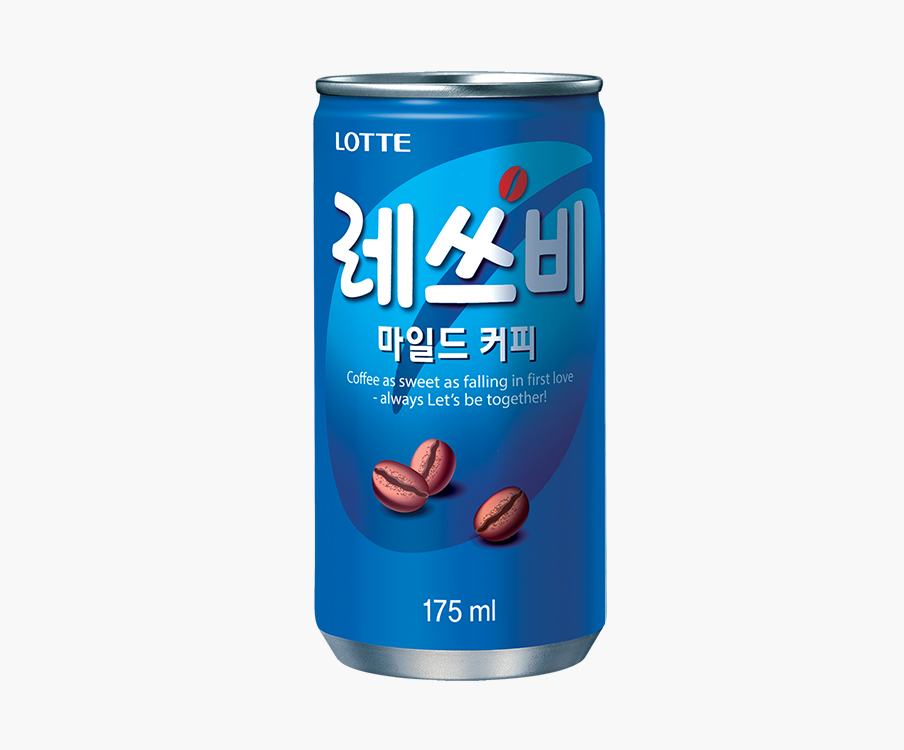 LOTTE
레쓰비
마일드 커피
Coffee as sweet as falling in first love
- always Let's be together!
175 ml